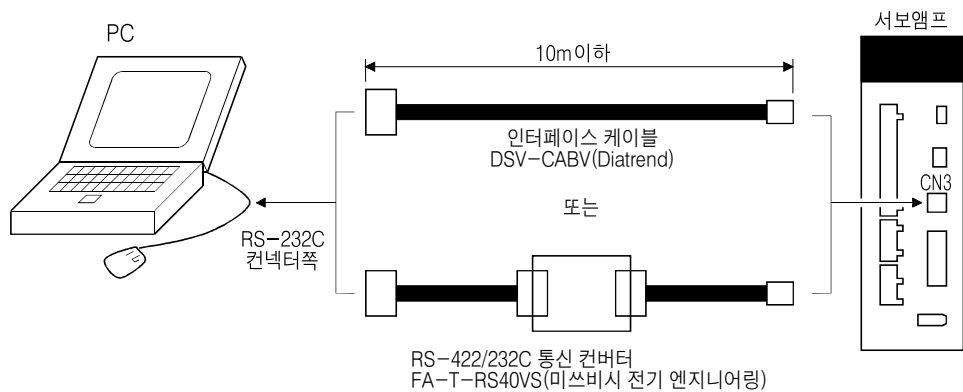 PC
서보앰프
10m이하
인터페이스 케이블
DSV-CABV(Diatrend)
CN3
또는
RS-232C
컨넥터쪽
RS-422/232C 통신 컨버터
FA-T-RS40VS(미쓰비시 전기 엔지니어링)